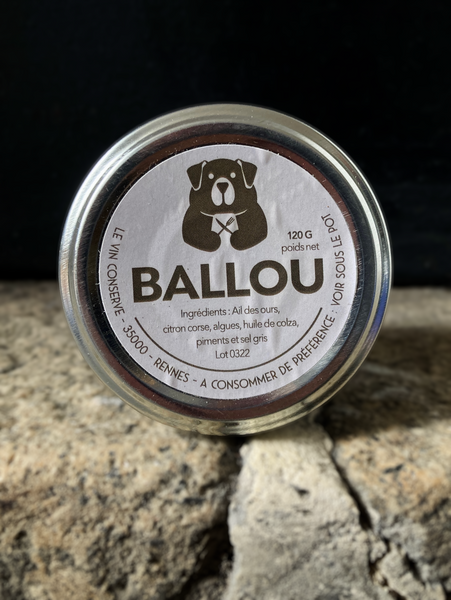 120 G
poids net
BALLOU
Ingrédients : Ail des ours,
citron corse, algues, huile de colza,
piments et sel gris
Lot 0322
LE VIN CONSERVE - 35000 - RENNES - A CONSOMMER DE PRÉFÉRENCE : VOIR SOUS LE POT.